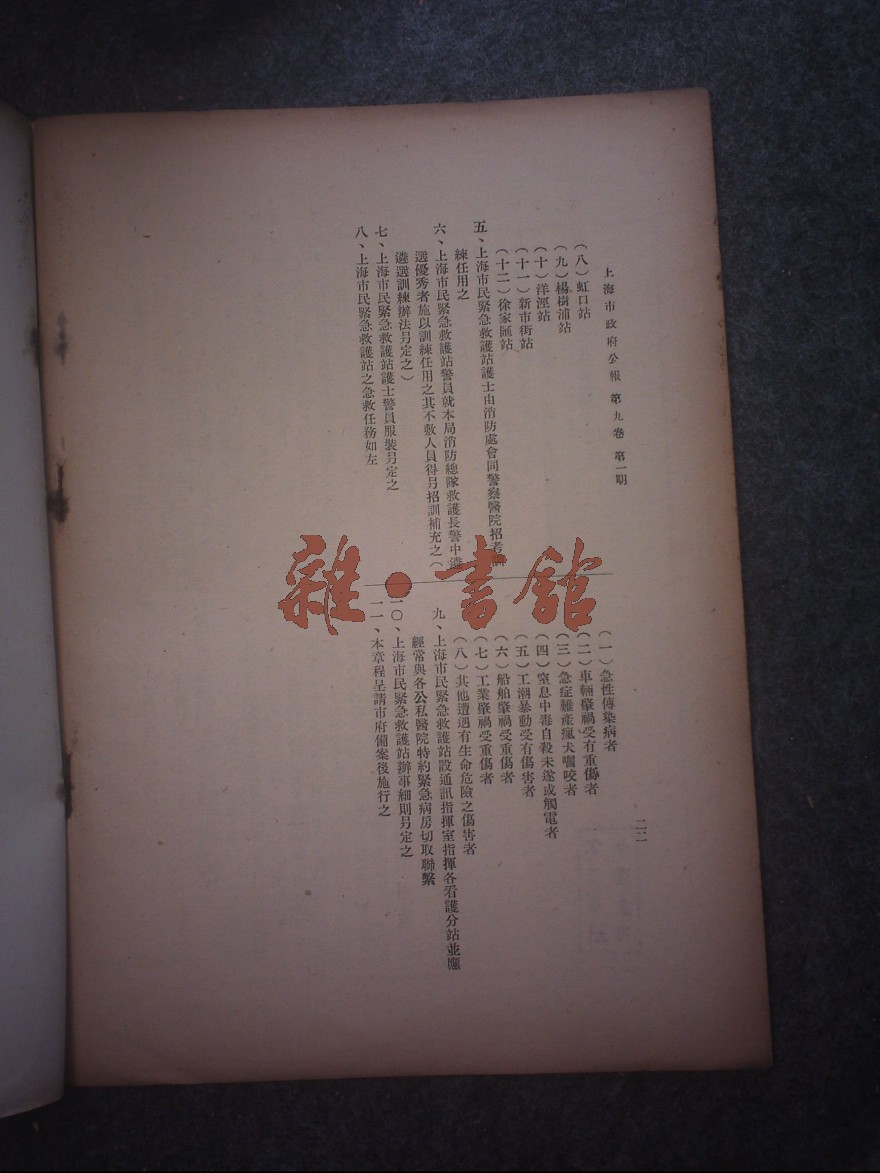 上海市政府公報 第九卷 第一期
(八)虹口站
(九)楊樹浦站
(十)洋涇站
(十一)新市街站
(十二)徐家匯站
五、上海市民緊急救護站護士由消防處會同警察醫院招考訓
練任用之
六、上海市民緊急救護站警員就本局消防總隊救護長警中遴
選優秀者施以訓練任用之其不敷人員得另招訓補充之(
遴選訓練辦法另定之)
七、上海市民緊急救護站護士警員服裝另定之
八、上海市民緊急救護站之急救任務如左
(一)急性傳染病者
(二)車輛肇禍受有重傷者
(三)急症難產瘋犬囓咬者
(四)窒息中毒自殺未遂或觸電者
(五)工潮暴動受有傷害者
(六)船舶肇禍受重傷者
(七)工業肇禍受重傷者
(八)其他遭遇有生命危險之傷害者
九、上海市民緊急救護站設通訊指揮室指揮各看護分站並應
經常與各公私醫院特約緊急病房切取聯繫
一〇、上海市民緊急救護站辦事細則另定之
一一、本章程呈請市府備案後施行之
二二
雜·書館